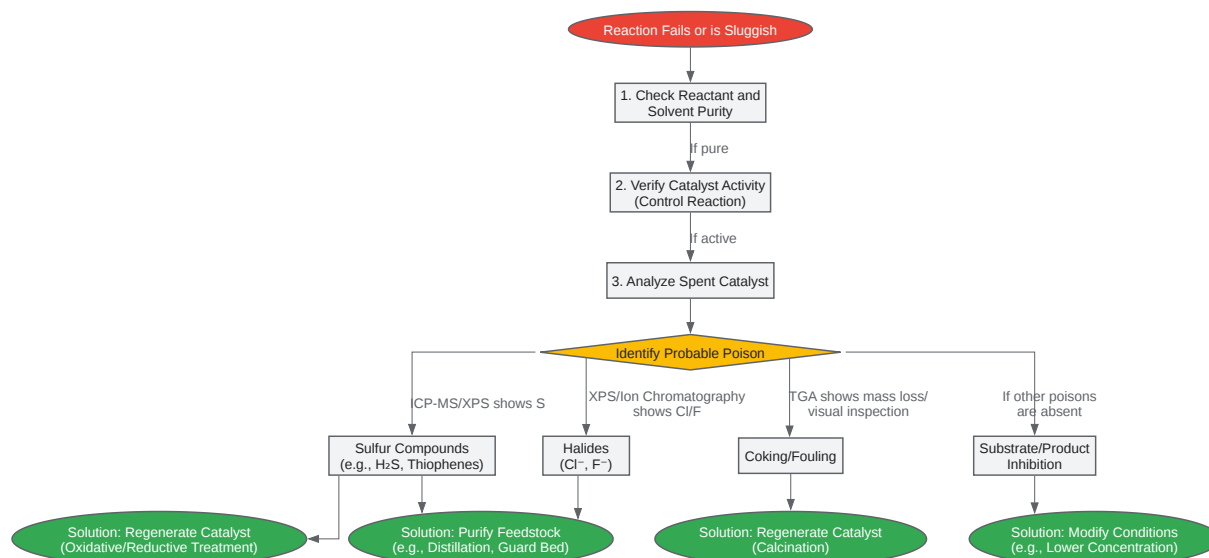 Reaction Fails or is Sluggish
1. Check Reactant and
Solvent Purity
If pure
2. Verify Catalyst Activity
(Control Reaction)
If active
3. Analyze Spent Catalyst
Identify Probable Poison
ICP-MS/XPS shows S
XPS/Ion Chromatography
shows Cl/F
TGA shows mass loss/
visual inspection
If other poisons
are absent
Sulfur Compounds
(e.g., H₂S, Thiophenes)
Halides
(Cl⁻, F⁻)
Coking/Fouling
Substrate/Product
Inhibition
Solution: Regenerate Catalyst
(Oxidative/Reductive Treatment)
Solution: Purify Feedstock
(e.g., Distillation, Guard Bed)
Solution: Regenerate Catalyst
(Calcination)
Solution: Modify Conditions
(e.g., Lower Concentration)